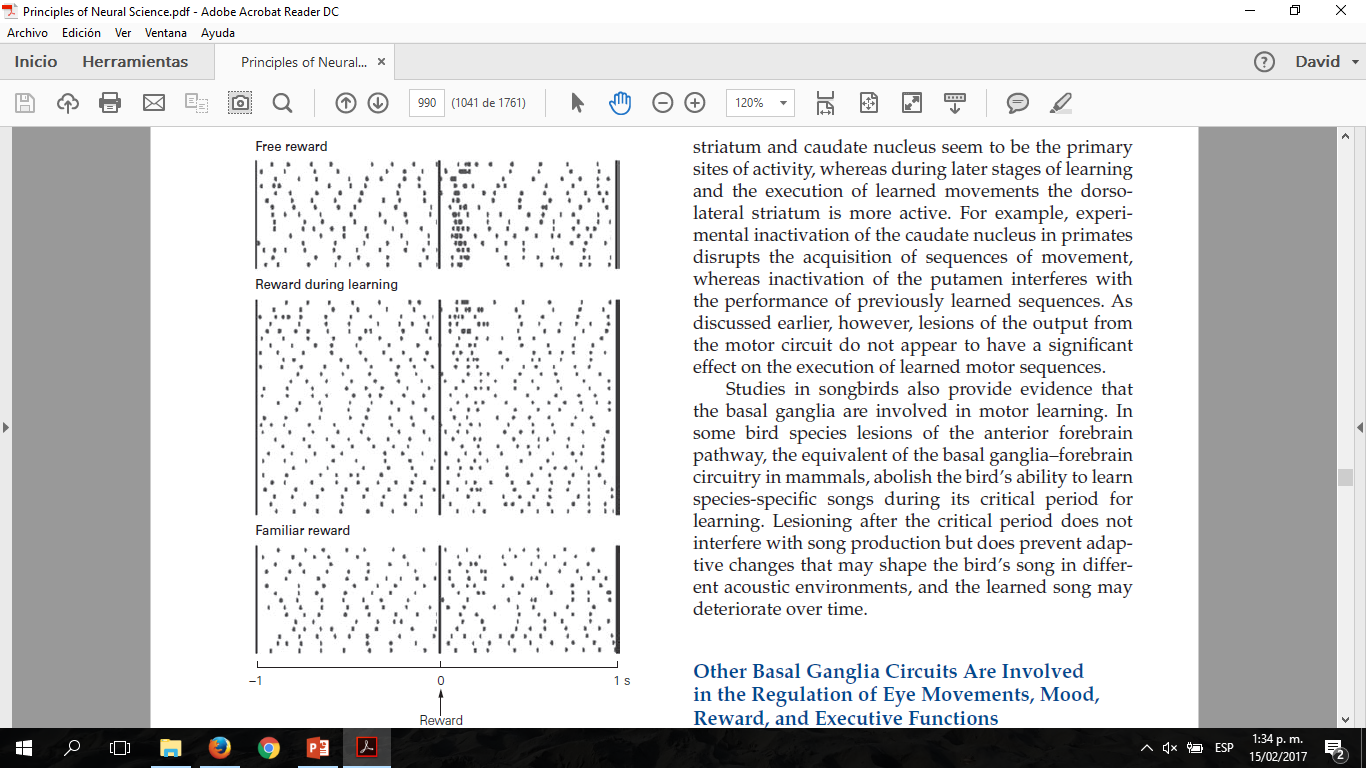 Principles of Neural Science.pdf - Adobe Acrobat Reader DC
Archivo Edición Ver Ventana Ayuda
Inicio Herramientas Principles of Neural... × David
990 (1041 de 1761) 120%
Free reward
Reward during learning
Familiar reward
−1 0 1 s
Reward
striatum and caudate nucleus seem to be the primary
sites of activity, whereas during later stages of learning
and the execution of learned movements the dorso-
lateral striatum is more active. For example, experi-
mental inactivation of the caudate nucleus in primates
disrupts the acquisition of sequences of movement,
whereas inactivation of the putamen interferes with
the performance of previously learned sequences. As
discussed earlier, however, lesions of the output from
the motor circuit do not appear to have a significant
effect on the execution of learned motor sequences.
Studies in songbirds also provide evidence that
the basal ganglia are involved in motor learning. In
some bird species lesions of the anterior forebrain
pathway, the equivalent of the basal ganglia–forebrain
circuitry in mammals, abolish the bird’s ability to learn
species-specific songs during its critical period for
learning. Lesioning after the critical period does not
interfere with song production but does prevent adap-
tive changes that may shape the bird’s song in differ-
ent acoustic environments, and the learned song may
deteriorate over time.
Other Basal Ganglia Circuits Are Involved
in the Regulation of Eye Movements, Mood,
Reward, and Executive Functions
ESP
1:34 p. m.
15/02/2017
2